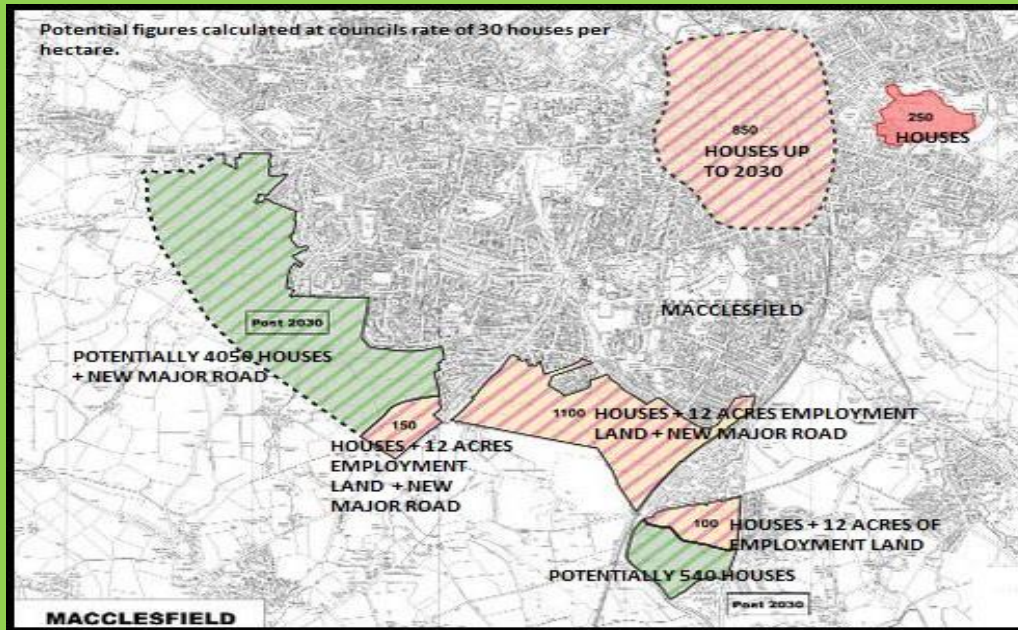 Potential figures calculated at councils rate of 30 houses per
hectare.
850
HOUSES UP
TO 2030
250
HOUSES
MACCLESFIELD
Post 2030
POTENTIALLY 4050 HOUSES
+ NEW MAJOR ROAD
150
HOUSES + 12 ACRES
EMPLOYMENT
LAND + NEW
MAJOR ROAD
1100 HOUSES + 12 ACRES EMPLOYMENT
LAND + NEW MAJOR ROAD
100 HOUSES + 12 ACRES OF
EMPLOYMENT LAND
POTENTIALLY 540 HOUSES
Post 2030
MACCLESFIELD